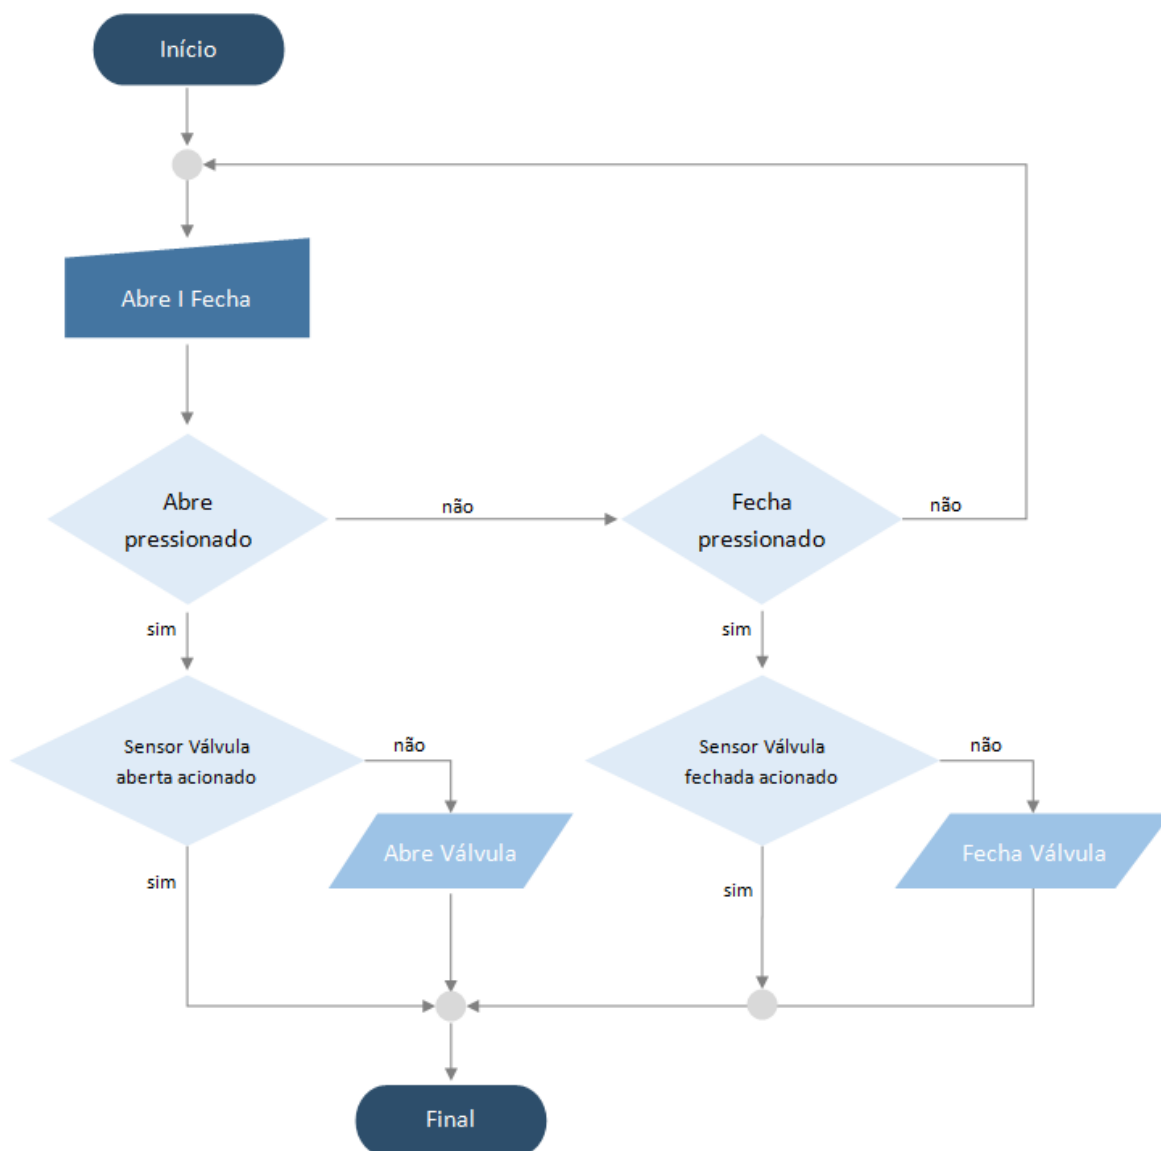 Início
Abre I Fecha
Abre
pressionado
não
Fecha
pressionado
não
sim
sim
Sensor Válvula
aberta acionado
não
Sensor Válvula
fechada acionado
não
Abre Válvula
Fecha Válvula
sim
sim
Final